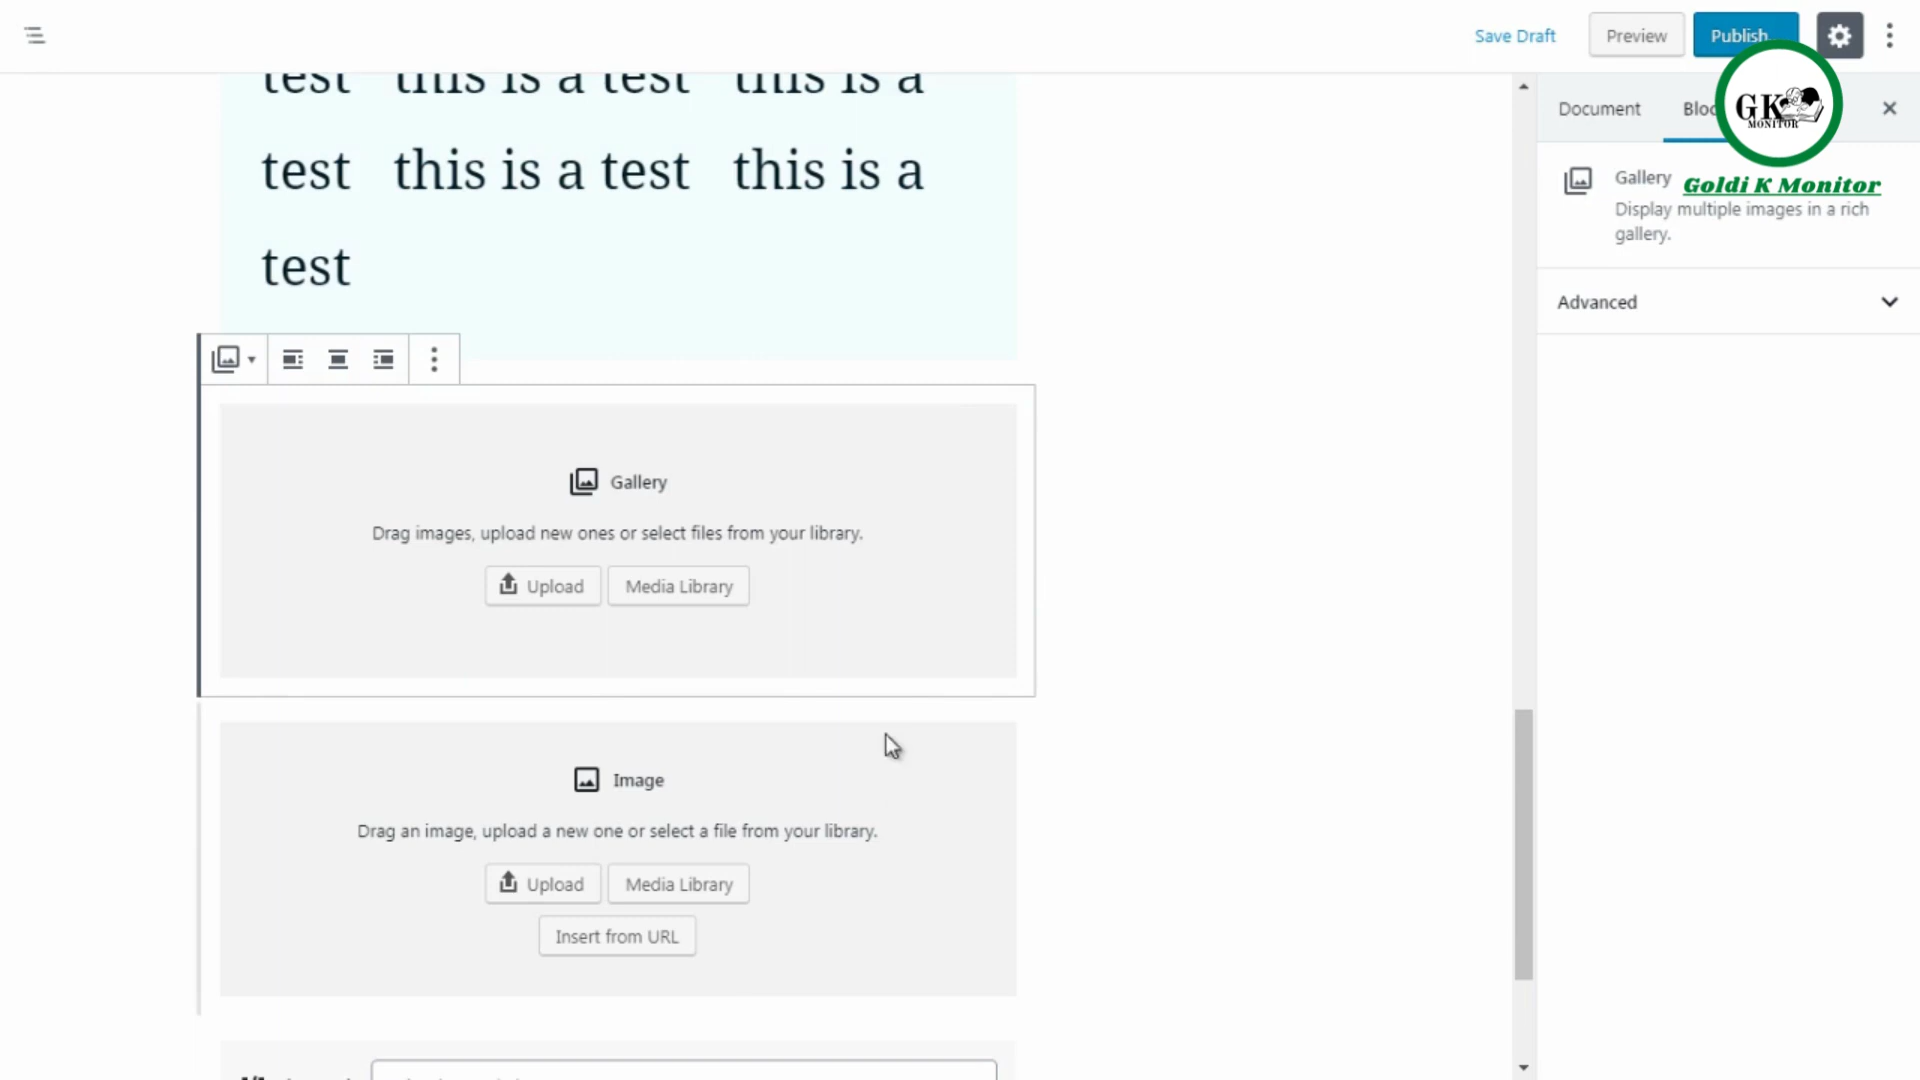 Save Draft Preview Publish...
test this is a test this is a
test this is a test this is a
test
Document
GK
MONITOR
Goldi K Monitor
Gallery
Display multiple images in a rich
gallery.
Advanced
Gallery
Drag images, upload new ones or select files from your library.
Upload Media Library
Image
Drag an image, upload a new one or select a file from your library.
Upload Media Library
Insert from URL